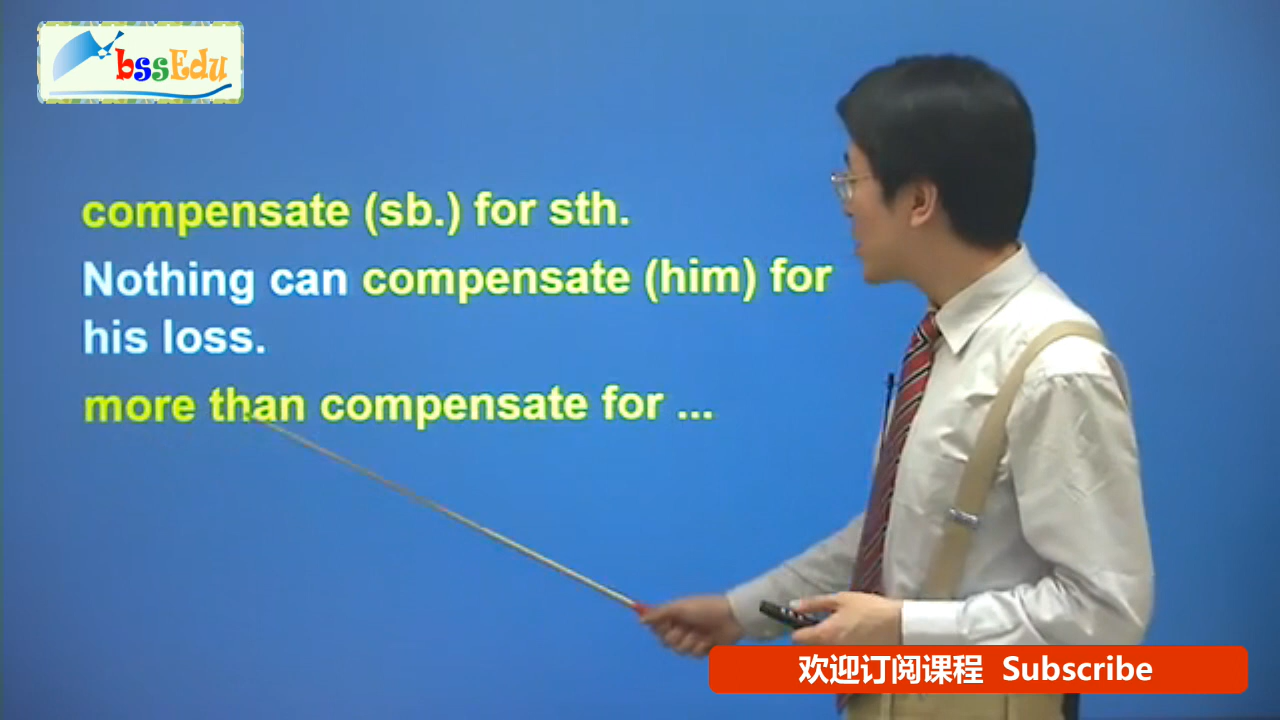 bssEdu
compensate (sb.) for sth.
Nothing can compensate (him) for
his loss.
more than compensate for ...
欢迎订阅课程 Subscribe